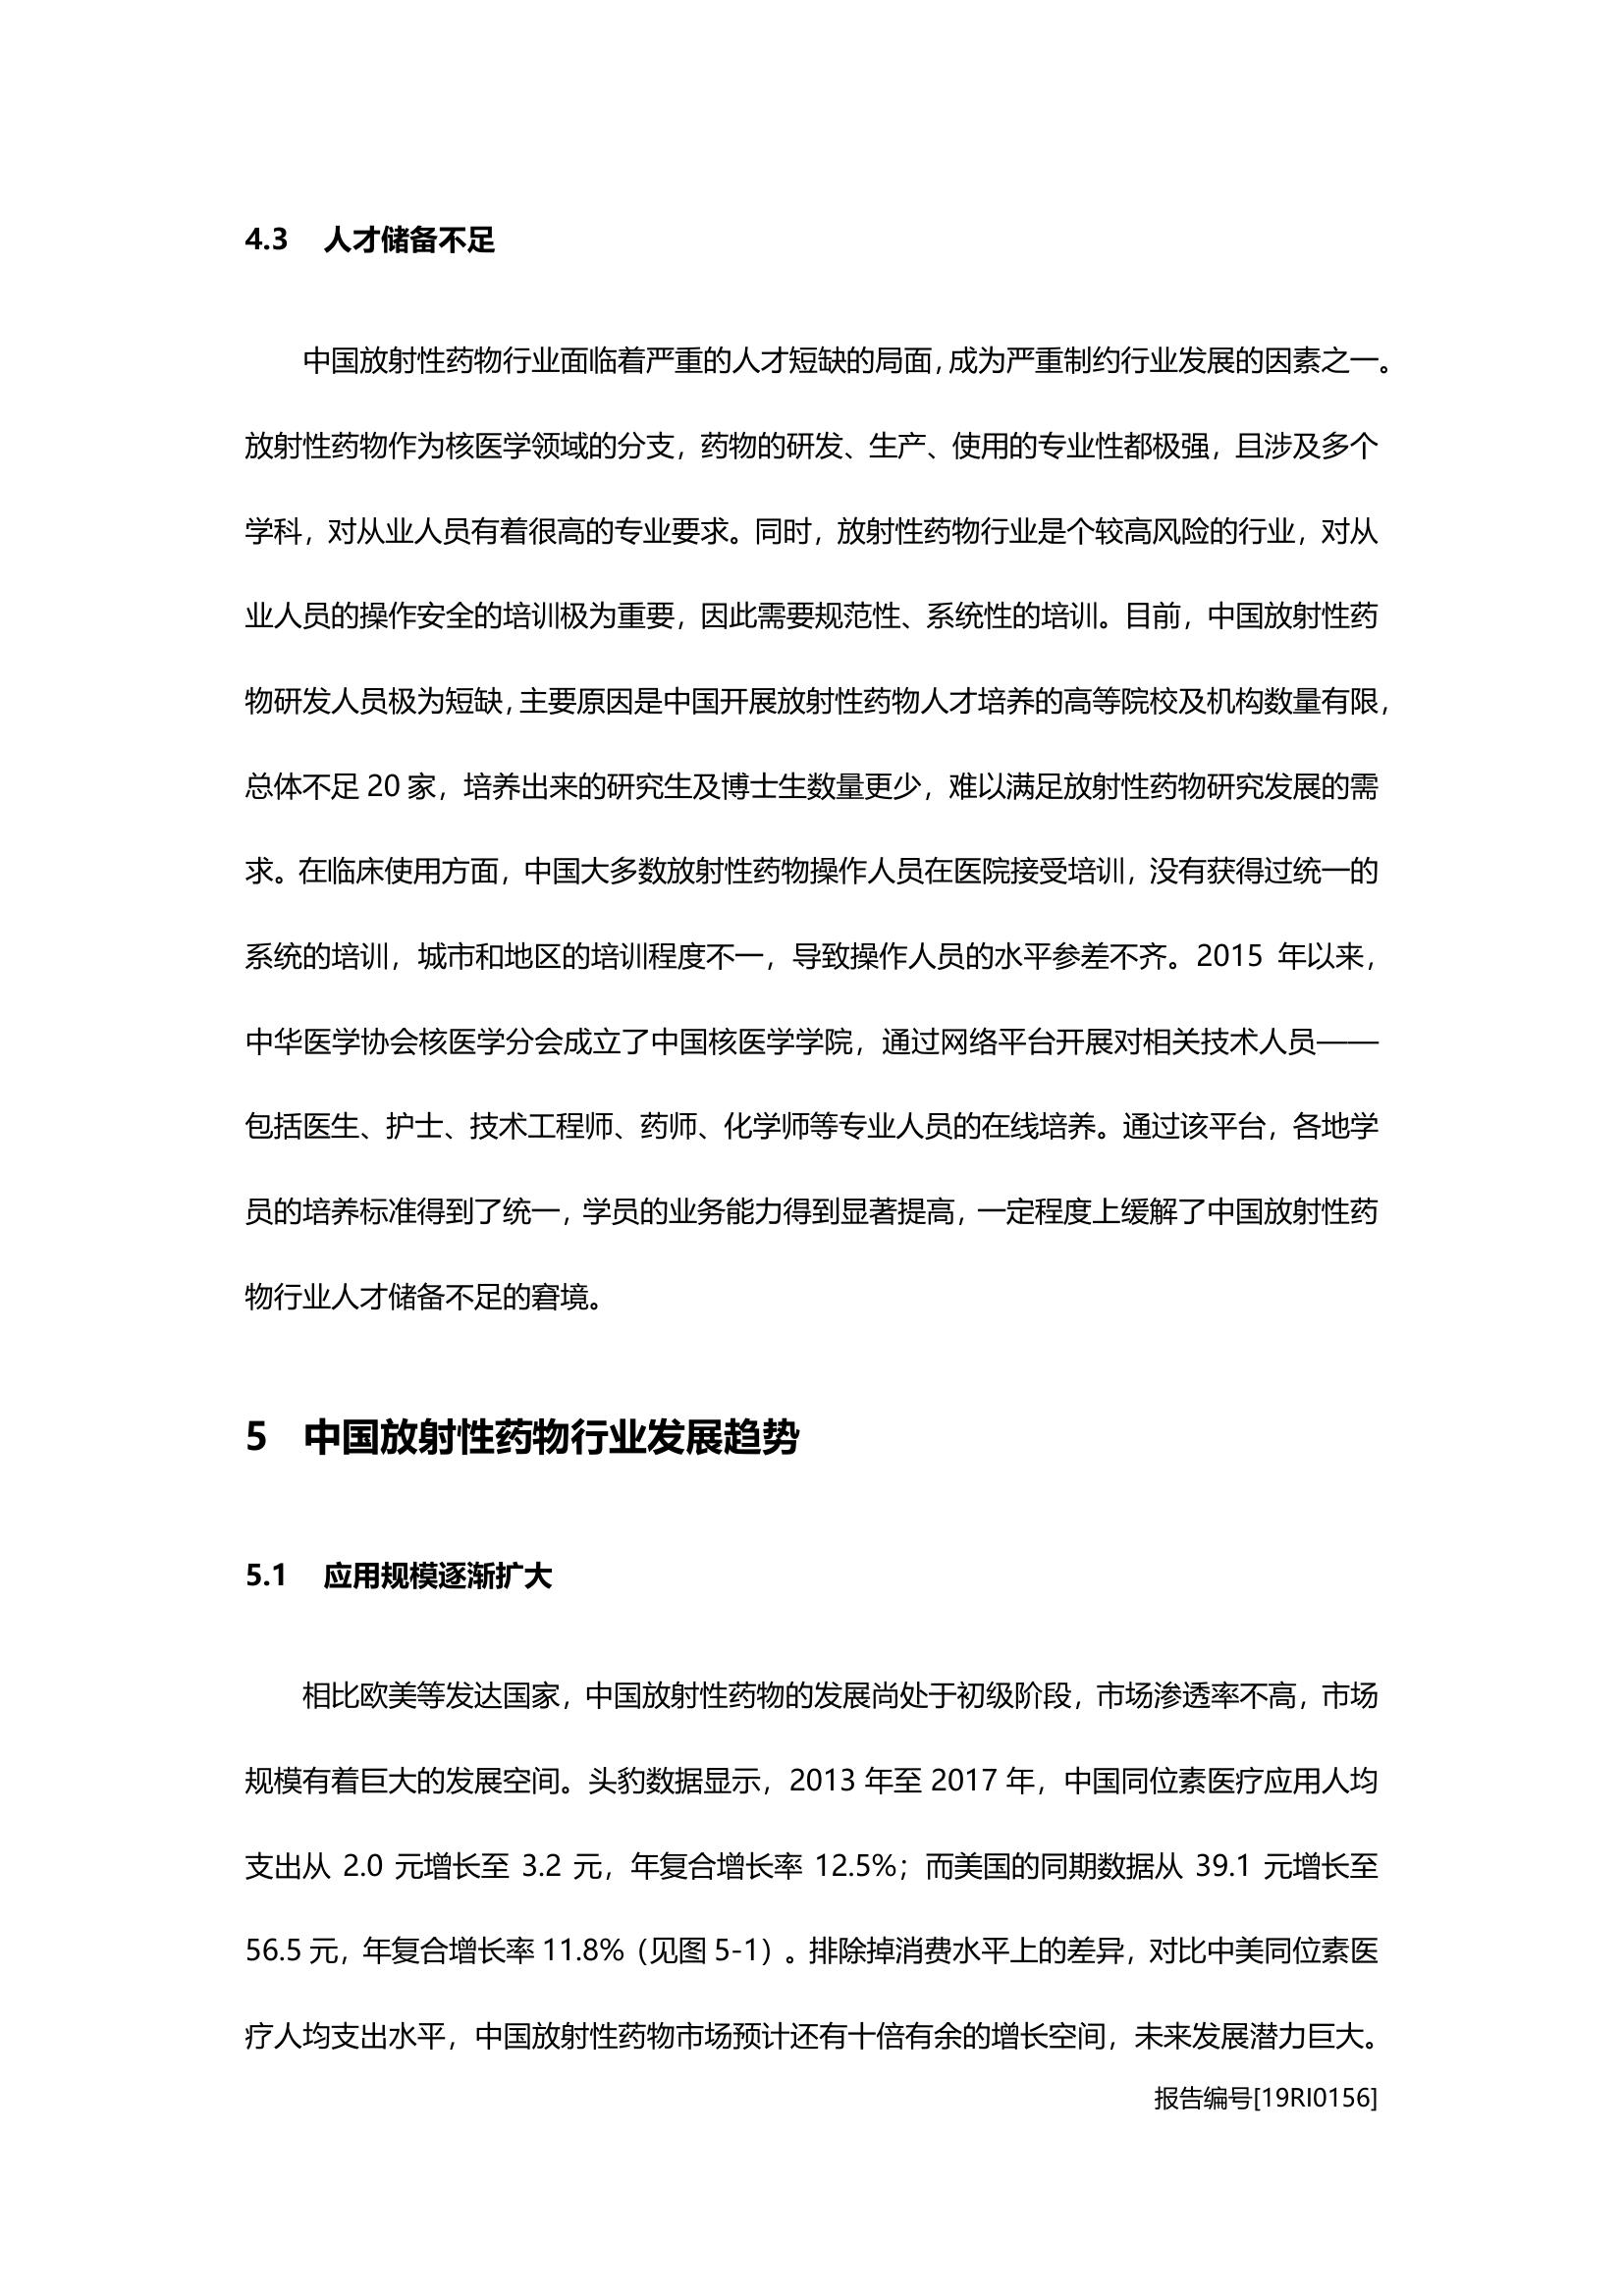 4.3 人才储备不足
中国放射性药物行业面临着严重的人才短缺的局面，成为严重制约行业发展的因素之一。
放射性药物作为核医学领域的分支，药物的研发、生产、使用的专业性都极强，且涉及多个
学科，对从业人员有着很高的专业要求。同时，放射性药物行业是个较高风险的行业，对从
业人员的操作安全的培训极为重要，因此需要规范性、系统性的培训。目前，中国放射性药
物研发人员极为短缺，主要原因是中国开展放射性药物人才培养的高等院校及机构数量有限，
总体不足 20 家，培养出来的研究生及博士生数量更少，难以满足放射性药物研究发展的需
求。在临床使用方面，中国大多数放射性药物操作人员在医院接受培训，没有获得过统一的
系统的培训，城市和地区的培训程度不一，导致操作人员的水平参差不齐。2015 年以来，
中华医学协会核医学分会成立了中国核医学学院，通过网络平台开展对相关技术人员——
包括医生、护士、技术工程师、药师、化学师等专业人员的在线培养。通过该平台，各地学
员的培养标准得到了统一，学员的业务能力得到显著提高，一定程度上缓解了中国放射性药
物行业人才储备不足的窘境。
5 中国放射性药物行业发展趋势
5.1 应用规模逐渐扩大
相比欧美等发达国家，中国放射性药物的发展尚处于初级阶段，市场渗透率不高，市场
规模有着巨大的发展空间。头豹数据显示，2013 年至 2017 年，中国同位素医疗应用人均
支出从 2.0 元增长至 3.2 元，年复合增长率 12.5%；而美国的同期数据从 39.1 元增长至
56.5 元，年复合增长率 11.8%（见图 5-1）。排除掉消费水平上的差异，对比中美同位素医
疗人均支出水平，中国放射性药物市场预计还有十倍有余的增长空间，未来发展潜力巨大。
报告编号[19RI0156]